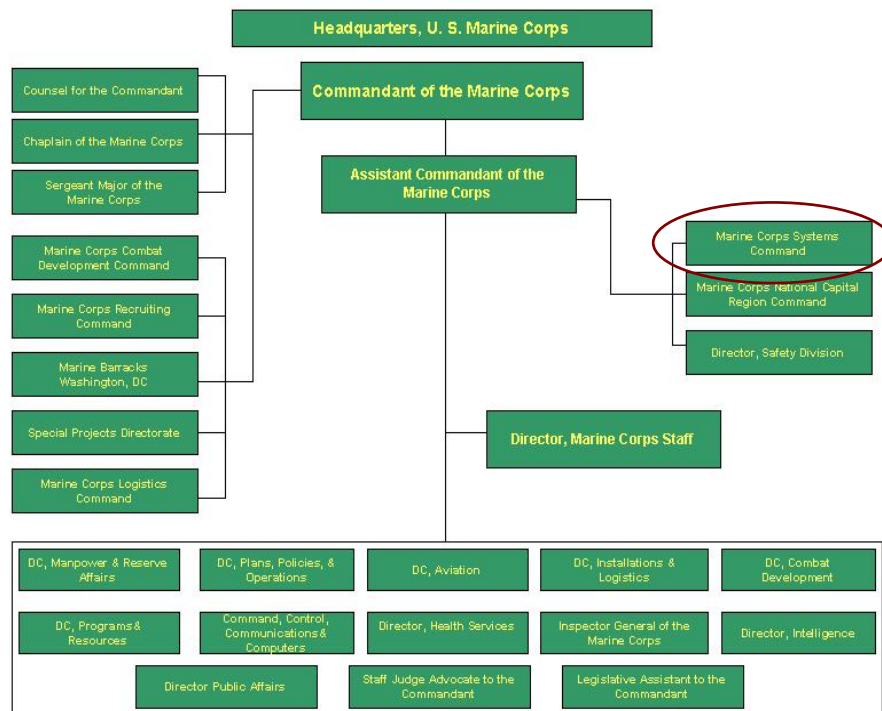 Headquarters, U. S. Marine Corps
Commandant of the Marine Corps
Counsel for the Commandant
Chaplain of the Marine Corps
Sergeant Major of the
Marine Corps
Assistant Commandant of the
Marine Corps
Marine Corps Combat
Development Command
Marine Corps Recruiting
Command
Marine Barracks
Washington, DC
Special Projects Directorate
Marine Corps Logistics
Command
Marine Corps Systems
Command
Marine Corps National Capital
Region Command
Director, Safety Division
Director, Marine Corps Staff
DC, Manpower & Reserve
Affairs
DC, Plans, Policies, &
Operations
DC, Aviation
DC, Installations &
Logistics
DC, Combat
Development
DC, Programs &
Resources
Command, Control,
Communications &
Computers
Director, Health Services
Inspector General of the
Marine Corps
Director, Intelligence
Director Public Affairs
Staff Judge Advocate to the
Commandant
Legislative Assistant to the
Commandant